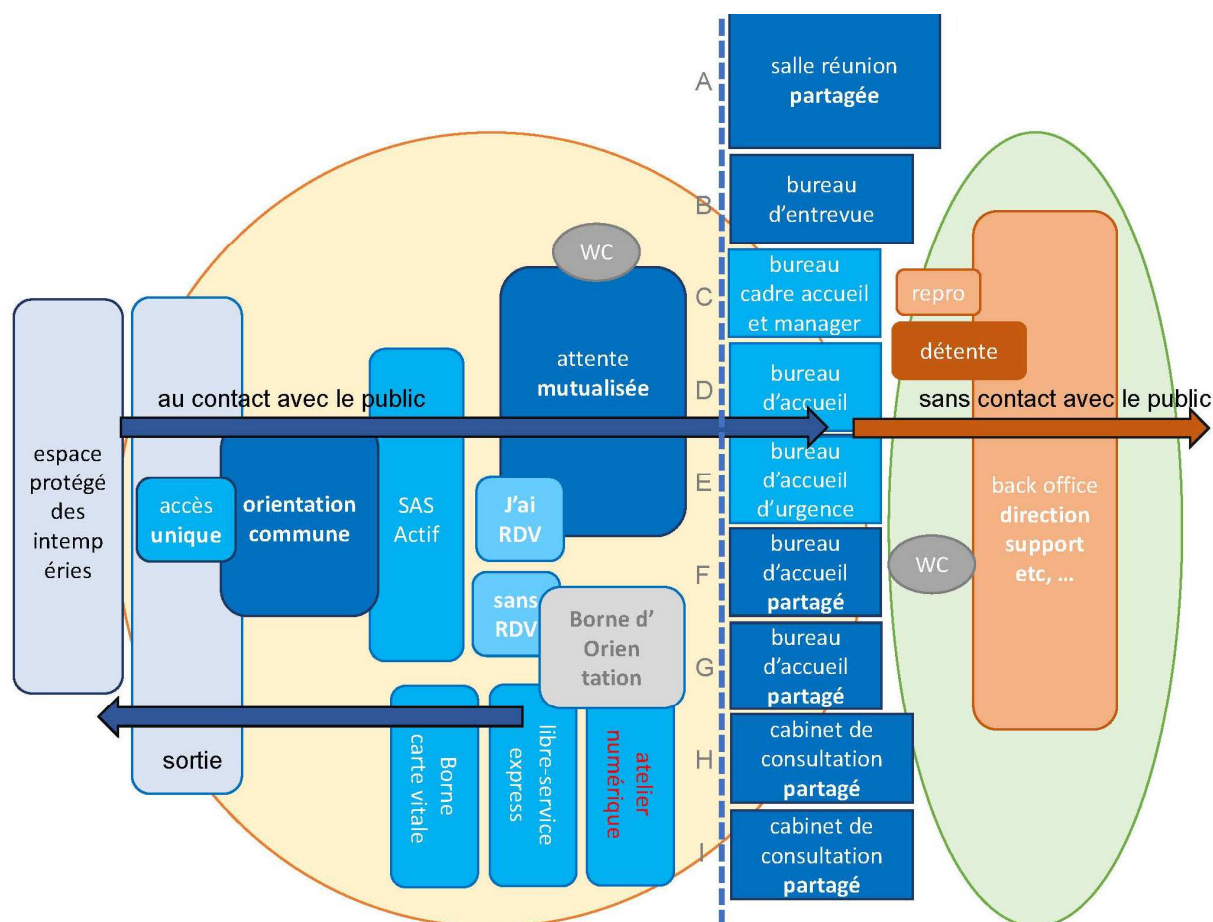 A
salle réunion
partagée
B
bureau
d'entrevue
WC
C
bureau
cadre accueil
et manager
repro
détente
attente
mutualisée
D
bureau
d'accueil
au contact avec le public
sans contact avec le public
espace
protégé
des
intemp
éries
accès
unique
orientation
commune
SAS
Actif
J'ai
RDV
E
bureau
d'accueil
d'urgence
back office
direction
support
etc, ...
WC
F
bureau
d'accueil
partagé
sans
RDV
Borne d'
Orien
tation
G
bureau
d'accueil
partagé
sortie
Borne
carte vitale
libre-service
express
atelier
numérique
H
cabinet de
consultation
partagé
I
cabinet de
consultation
partagé